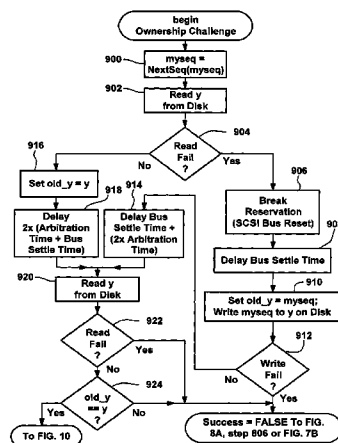 begin
Ownership Challenge
900
myseq =
NextSeq(myseq)
902
Read y
from Disk
904
Read
Fail
?
No
Yes
916
Set old_y = y
918
Delay
2x (Arbitration
Time + Bus
Settle Time)
914
Delay Bus
Settle Time +
(2x Arbitration
Time)
906
Break
Reservation
(SCSI Bus Reset)
Delay Bus Settle Time
910
Set old_y = myseq;
Write myseq to y on Disk
912
Write
Fail
?
No
Yes
920
Read y
from Disk
922
Read
Fail
?
Yes
No
924
old_y
== y
?
Yes
No
To FIG. 10
Success = FALSE To FIG.
8A, step 806 or FIG. 7B